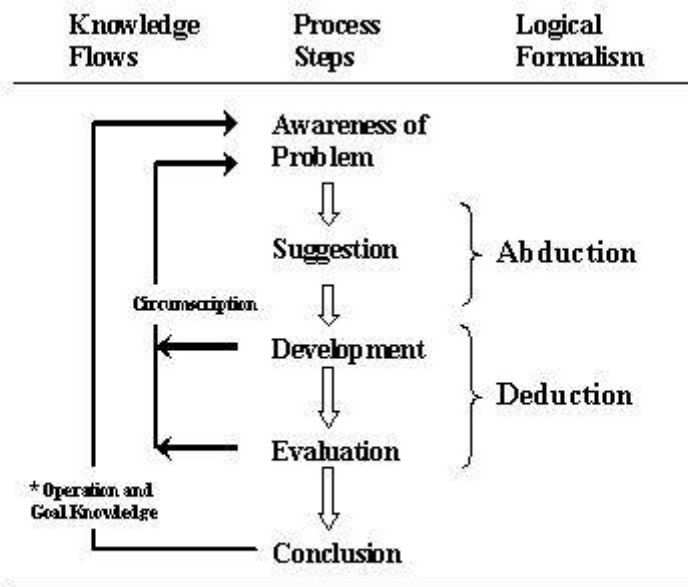 Knowledge Flows
Process Steps
Logical Formalism
Awareness of
Problem
Suggestion
Abduction
Circumscription
Development
Deduction
Evaluation
* Operation and
Goal Knowledge
Conclusion